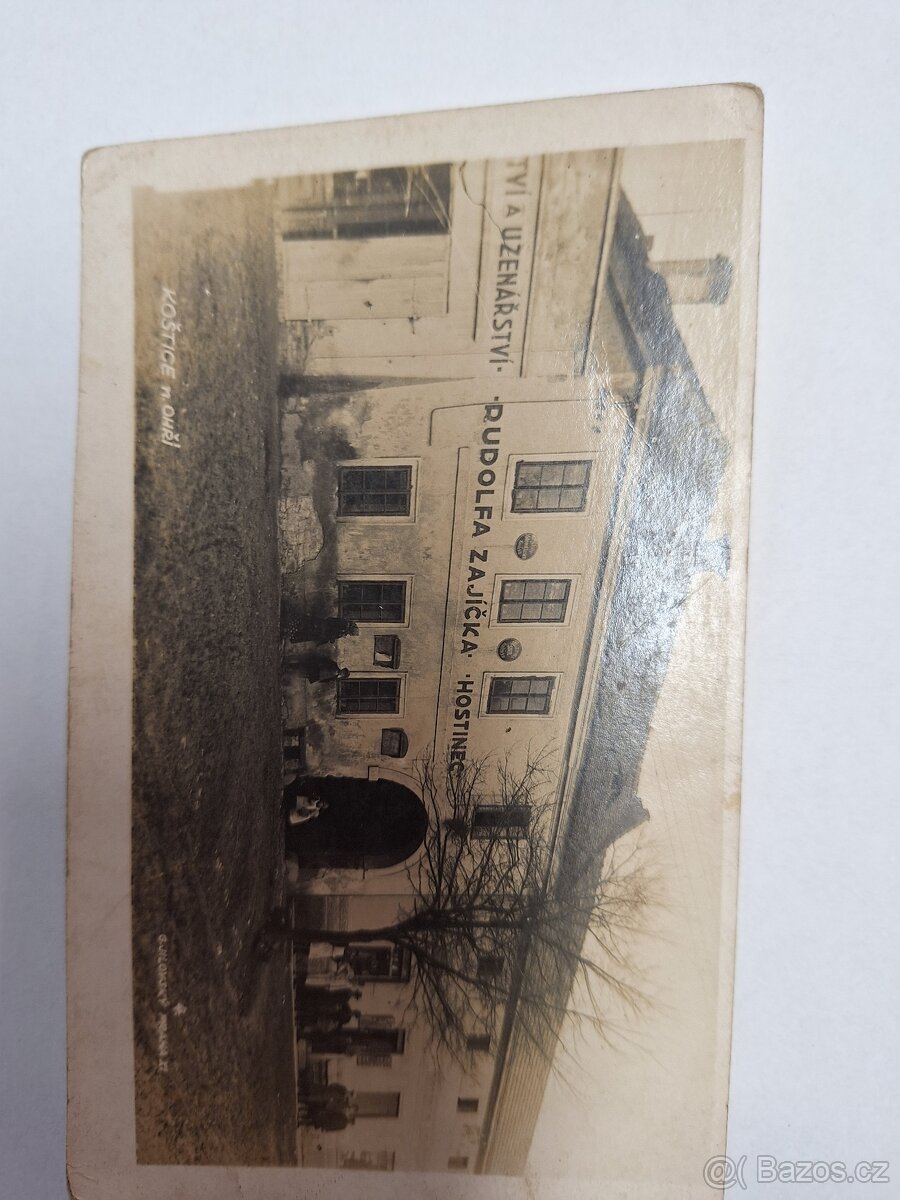 TVÍ A UZENÁŘSTVÍ · RUDOLFA ZAJÍČKA · HOSTINEC
KOŠTICE n. OHŘÍ
@( Bazos.cz